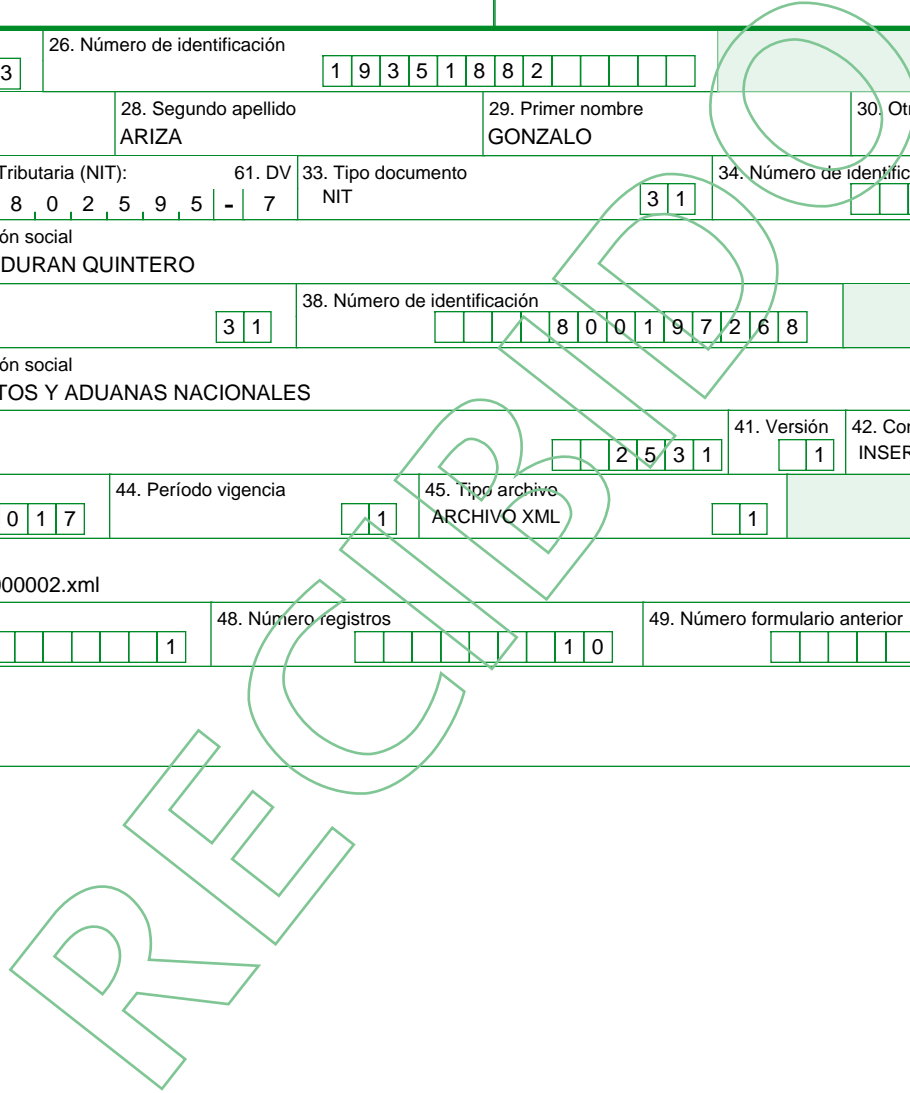 26. Número de identificación
3 1 9 3 5 1 8 8 2
28. Segundo apellido 29. Primer nombre 30. Otr
ARIZA GONZALO
Tributaria (NIT): 61. DV 33. Tipo documento 34. Número de identific
8 0 2 5 9 5 - 7 NIT 3 1
ón social
DURAN QUINTERO
38. Número de identificación
3 1 8 0 0 1 9 7 2 6 8
ón social
TOS Y ADUANAS NACIONALES
41. Versión 42. Con
2 5 3 1 1 INSER
44. Período vigencia 45. Tipo archivo
0 1 7 1 ARCHIVO XML 1
000002.xml
48. Número registros 49. Número formulario anterior
1 1 0
RECIBIDO